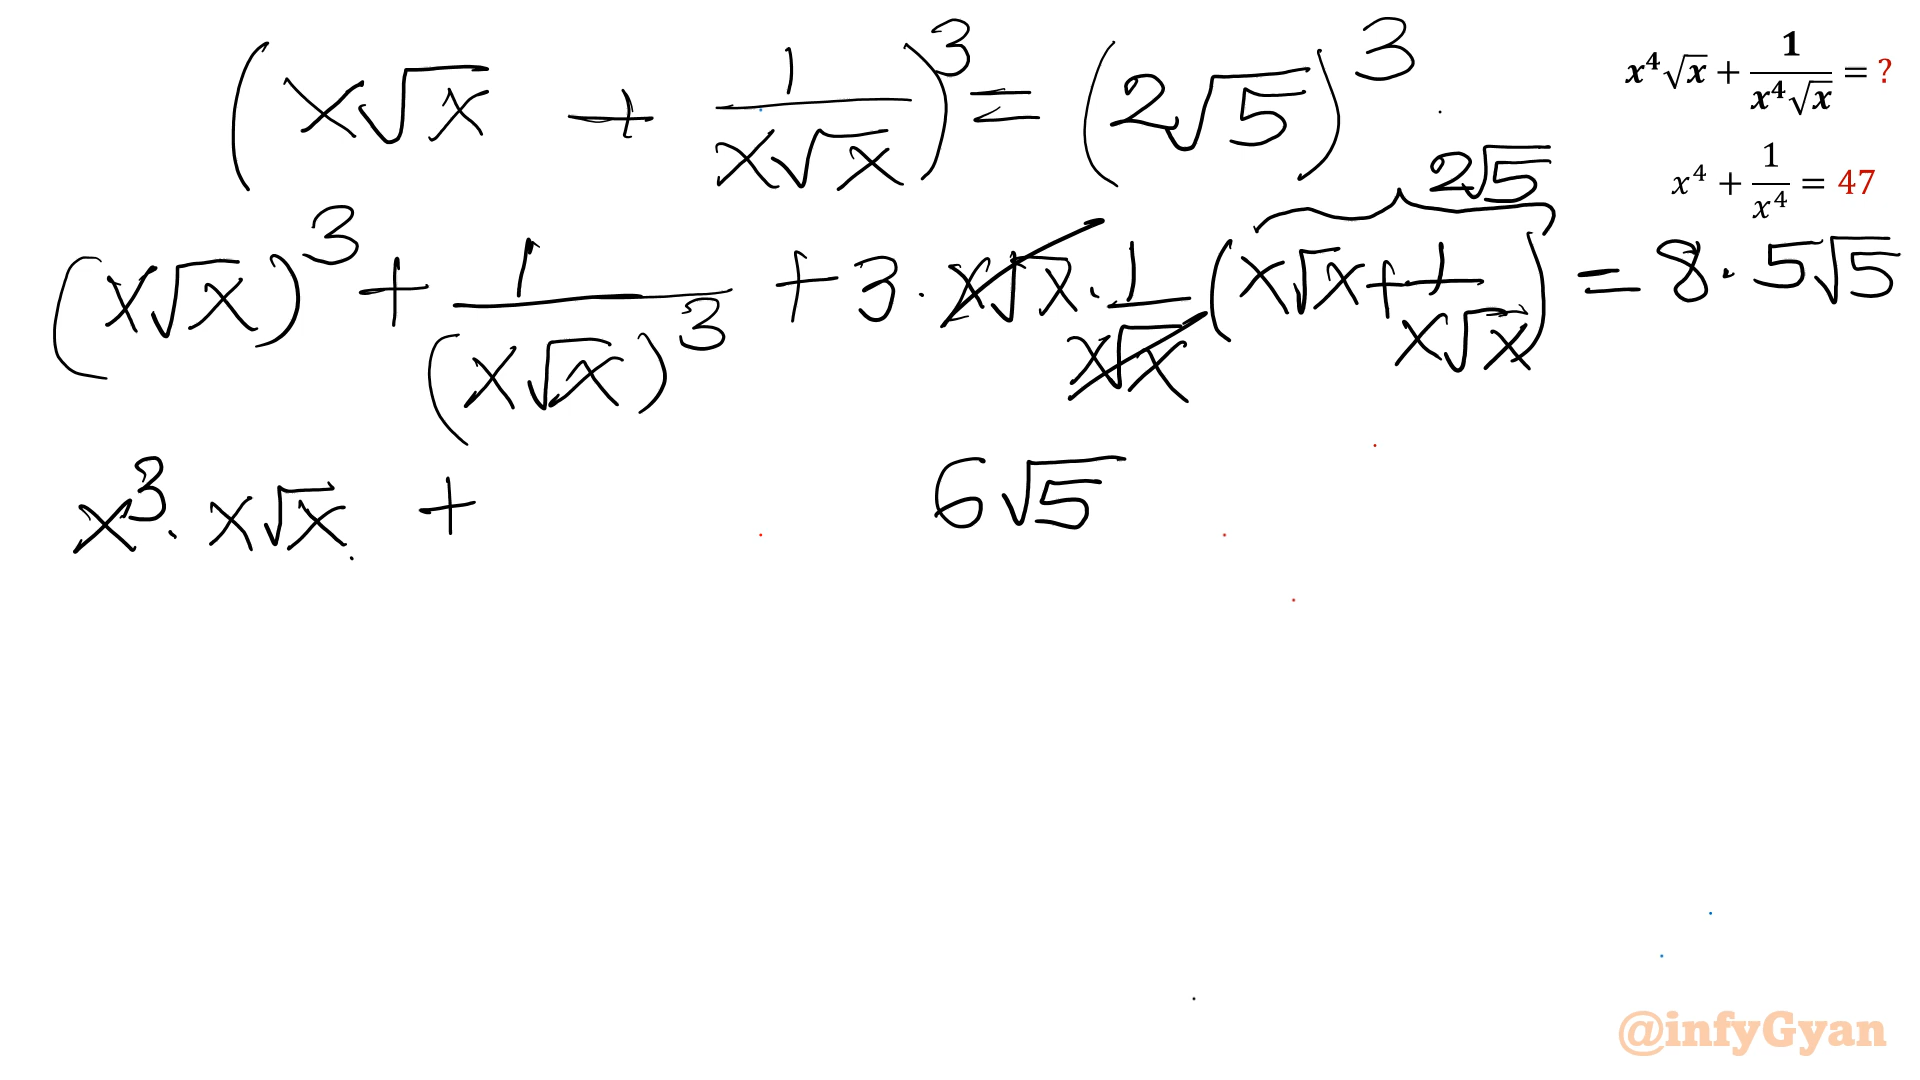 (x√x + 1/(x√x))³ = (2√5)³
x⁴√x + 1/(x⁴√x) = ?
x⁴ + 1/x⁴ = 47
2√5
(x√x)³ + 1/(x√x)³ + 3 · x√x · 1/(x√x) (x√x + 1/(x√x)) = 8 · 5√5
x³ · x√x + 6√5
@infyGyan